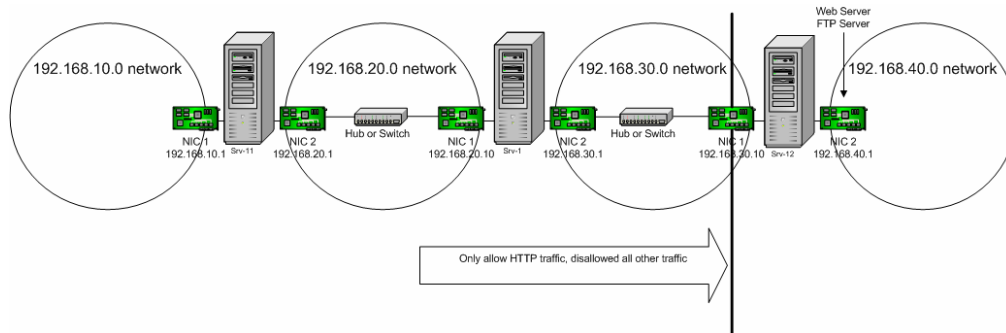 Web Server
FTP Server
192.168.10.0 network
192.168.20.0 network
192.168.30.0 network
192.168.40.0 network
NIC 1
192.168.10.1
Srv-11
NIC 2
192.168.20.1
Hub or Switch
NIC 1
192.168.20.10
Srv-1
NIC 2
192.168.30.1
Hub or Switch
NIC 1
192.168.30.10
Srv-12
NIC 2
192.168.40.1
Only allow HTTP traffic, disallowed all other traffic